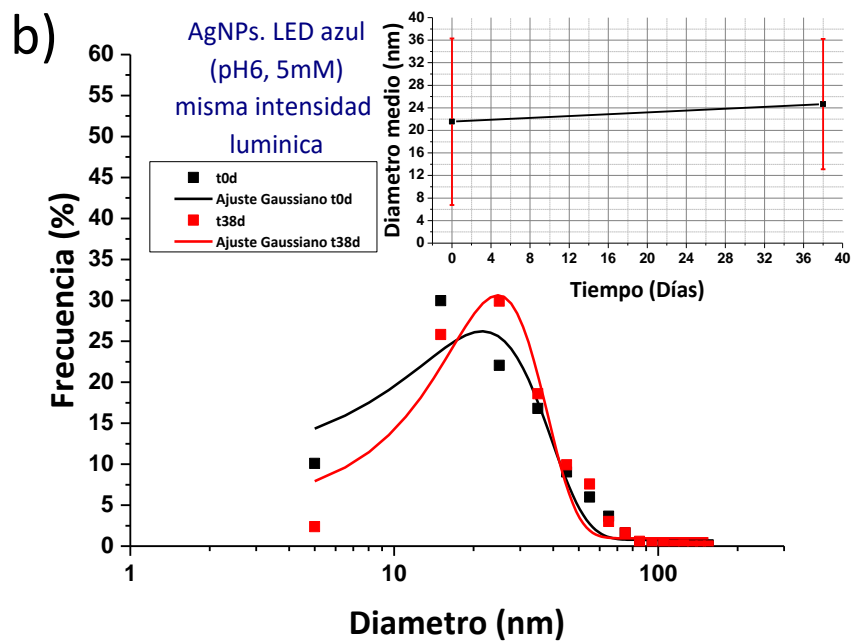 b)
AgNPs. LED azul
(pH6, 5mM)
misma intensidad
luminica
t0d
Ajuste Gaussiano t0d
t38d
Ajuste Gaussiano t38d
Frecuencia (%)
60
55
50
45
40
35
30
25
20
15
10
5
0
1
10
100
Diametro (nm)
Diametro medio (nm)
40
36
32
28
24
20
16
12
8
4
0
0 4 8 12 16 20 24 28 32 36 40
Tiempo (Días)